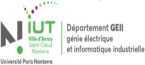 iUT
Ville d'Avray
Saint-Cloud
Nanterre
Université Paris Nanterre
Département GEII
génie électrique
et informatique industrielle